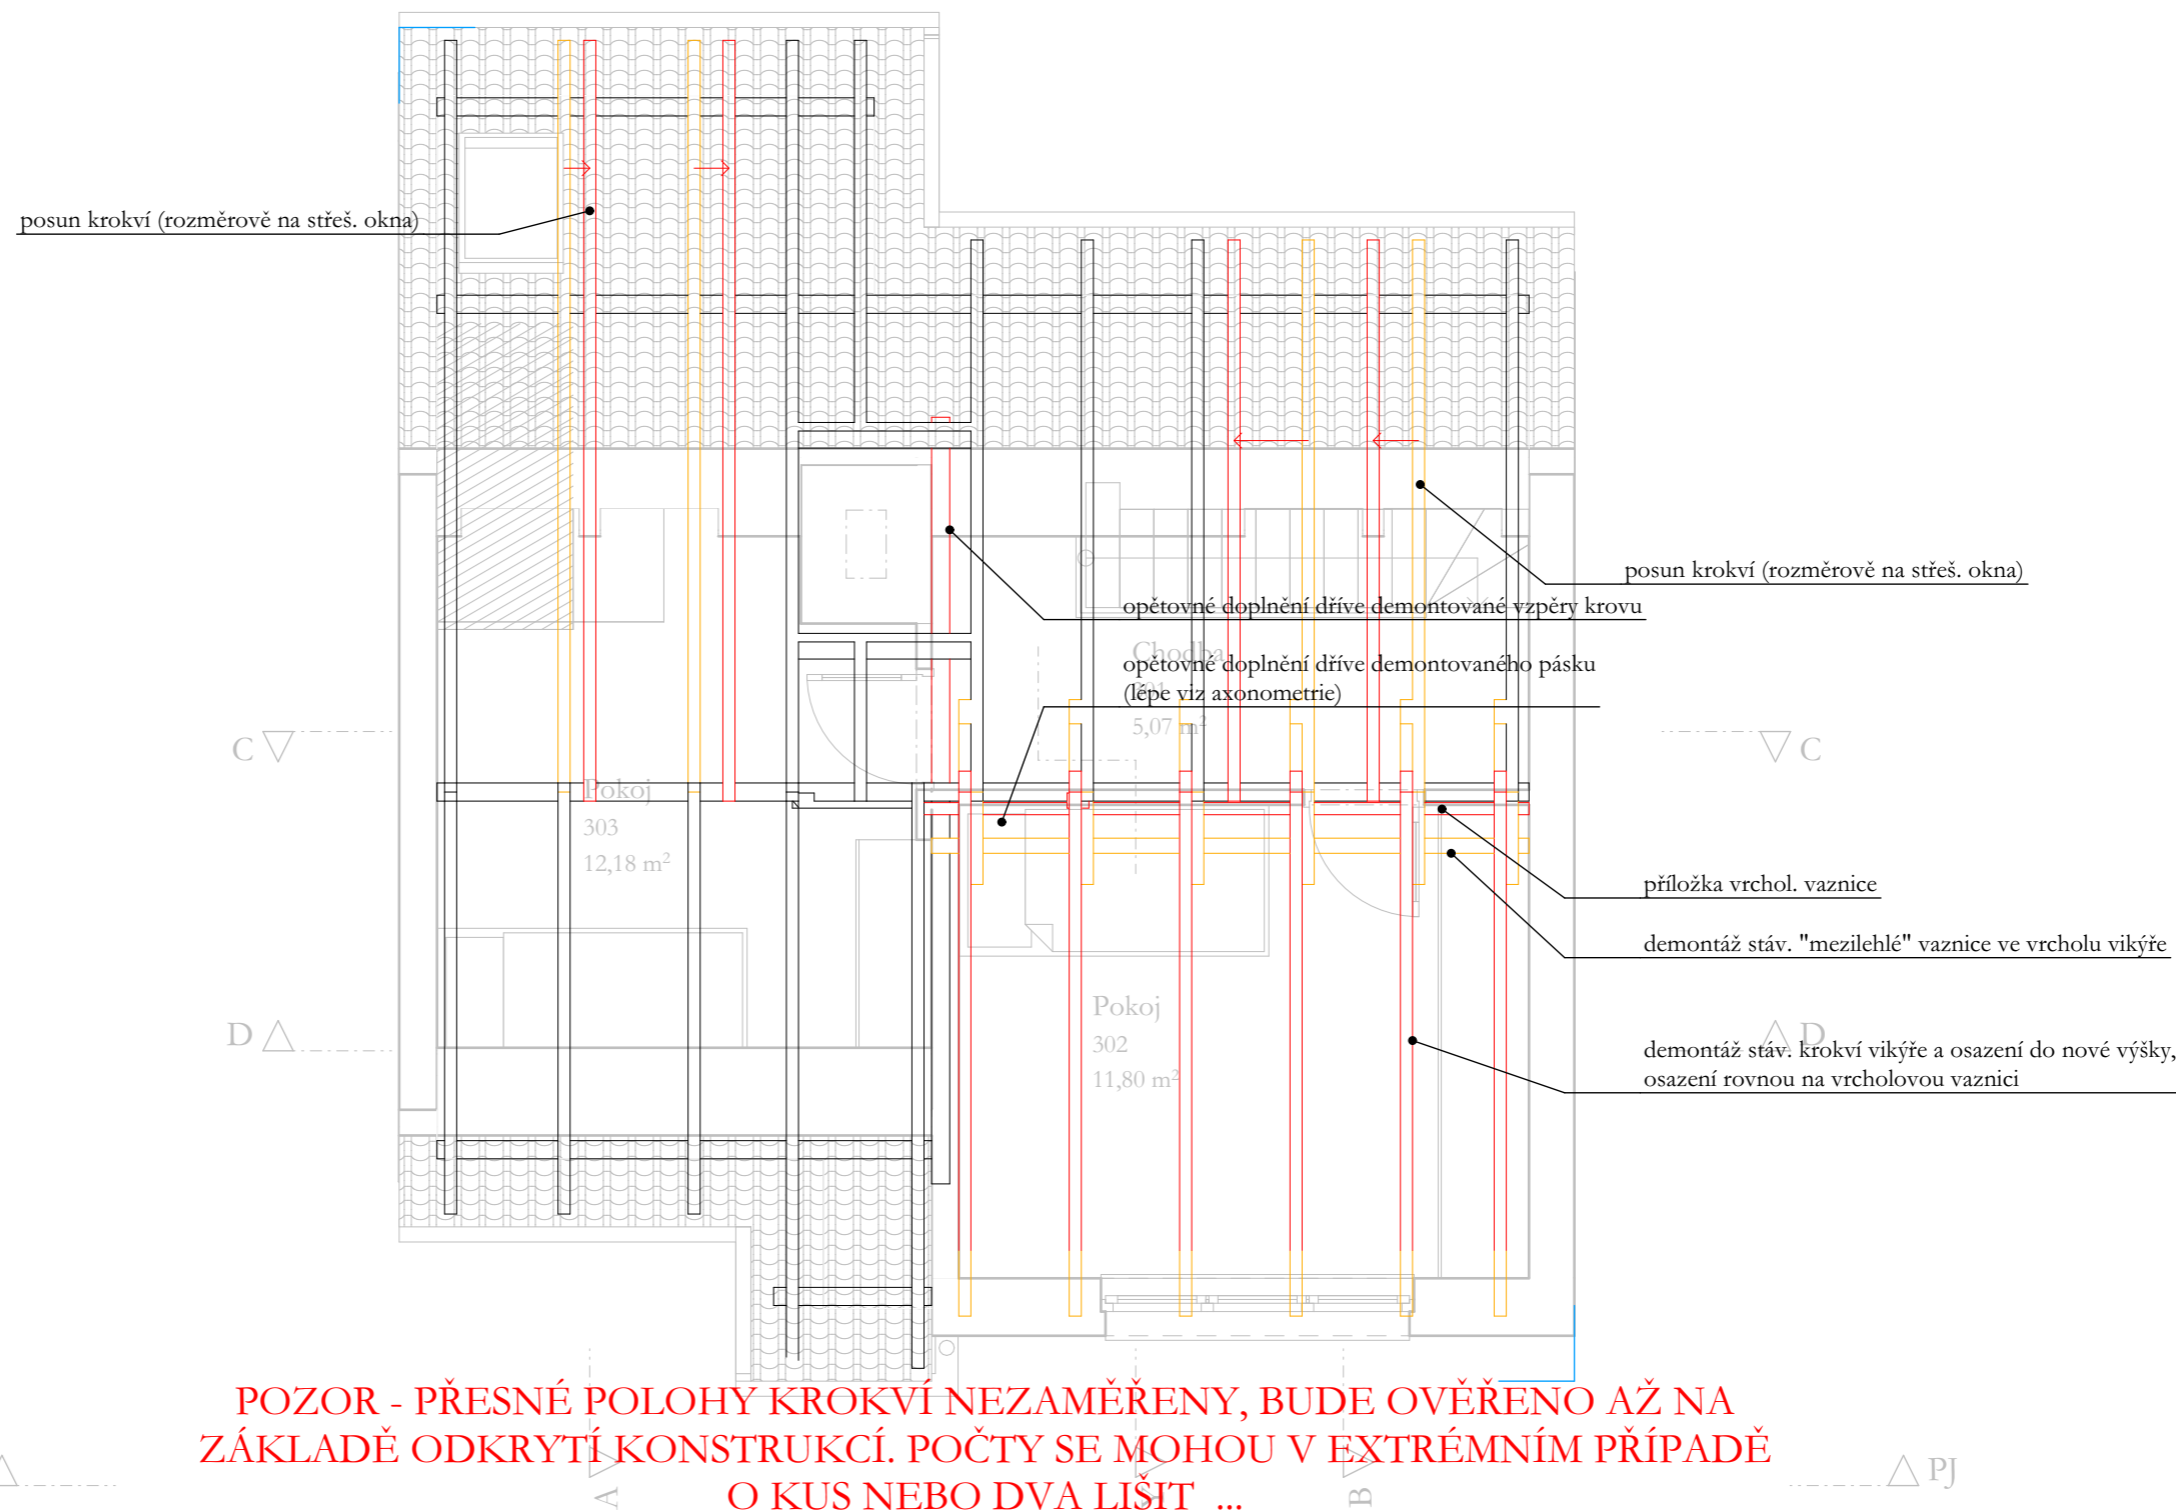 posun krokví (rozměrově na střeš. okna)
posun krokví (rozměrově na střeš. okna)
opětovné doplnění dříve demontované vzpěry krovu
Chodba
301
5,07 m²
opětovné doplnění dříve demontovaného pásku
(lépe viz axonometrie)
C
C
Pokoj
303
12,18 m²
příložka vrchol. vaznice
demontáž stáv. "mezilehlé" vaznice ve vrcholu vikýře
Pokoj
302
11,80 m²
D
D
demontáž stáv. krokví vikýře a osazení do nové výšky,
osazení rovnou na vrcholovou vaznici
POZOR - PŘESNÉ POLOHY KROKVÍ NEZAMĚŘENY, BUDE OVĚŘENO AŽ NA
ZÁKLADĚ ODKRYTÍ KONSTRUKCÍ. POČTY SE MOHOU V EXTRÉMNÍM PŘÍPADĚ
O KUS NEBO DVA LIŠIT ...
A
B
PJ